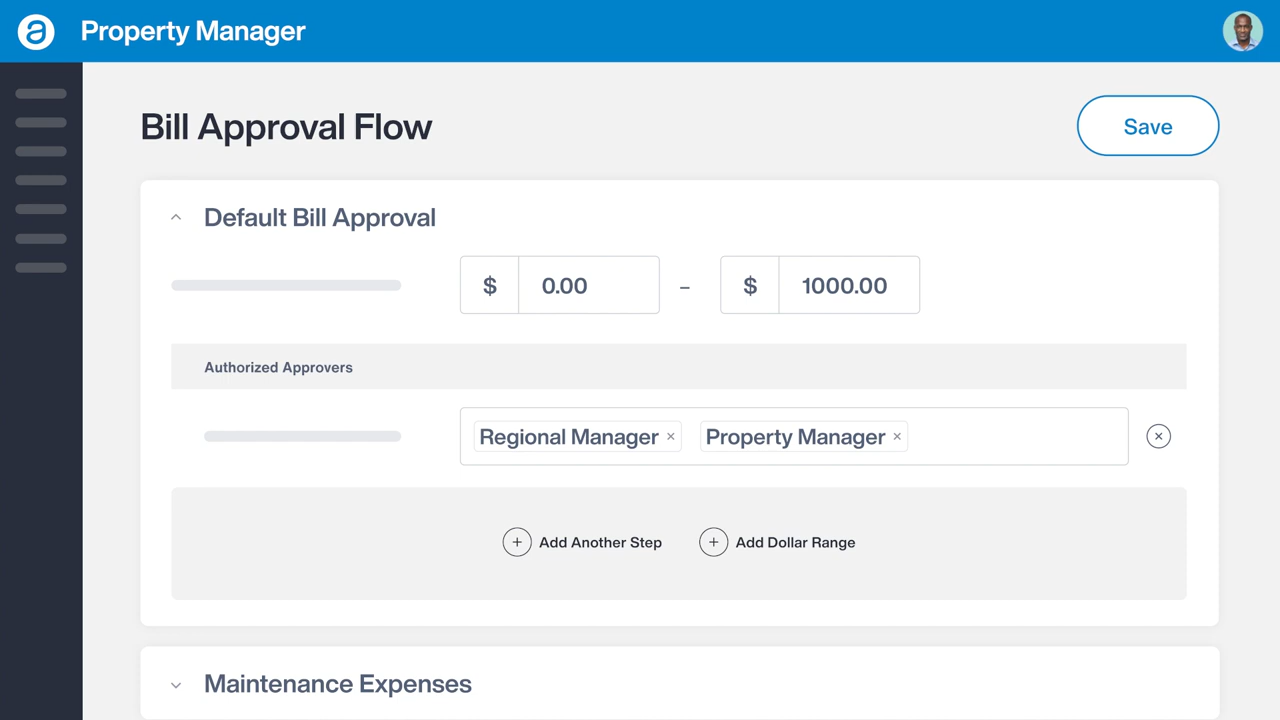 a Property Manager
Bill Approval Flow
Save
Default Bill Approval
$ 0.00 – $ 1000.00
Authorized Approvers
Regional Manager × Property Manager ×
+ Add Another Step + Add Dollar Range
Maintenance Expenses